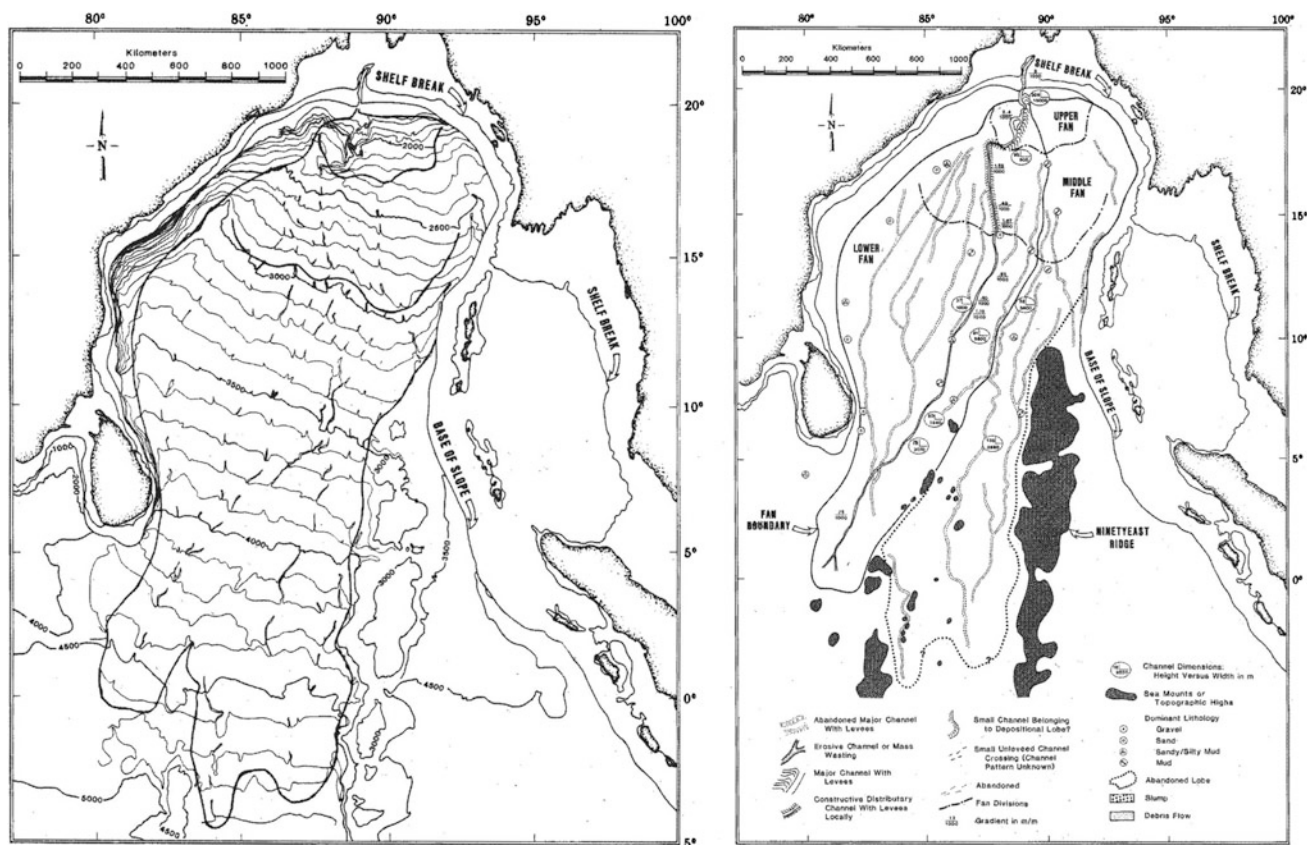 80° 85° 90° 95° 100°
Kilometers
0 200 400 600 800 1000
SHELF BREAK
20°
-N-
2000
2500
15°
3000
SHELF BREAK
3500
10°
1000
2000
3000
BASE OF SLOPE
5°
4000
3500
3000
4000
4500
4500
0°
3000
5000
4500
5°
80° 85° 90° 95° 100°
Kilometers
0 200 400 600 800 1000
SHELF BREAK
20°
-N-
UPPER
FAN
MIDDLE
FAN
15°
LOWER
FAN
SHELF BREAK
10°
BASE OF SLOPE
5°
FAN
BOUNDARY
NINETYEAST
RIDGE
0°
?
Channel Dimensions:
Height Versus Width in m
Sea Mounts or
Topographic Highs
Abandoned Major Channel
With Levees
Erosive Channel or Mass
Wasting
Major Channel With
Levees
Constructive Distributary
Channel With Levees
Locally
Small Channel Belonging
to Depositional Lobe?
Small Unleveed Channel
Crossing (Channel
Pattern Unknown)
Abandoned
Fan Divisions
Gradient in m/m
Dominant Lithology
Gravel
Sand
Sandy/Silty Mud
Mud
Abandoned Lobe
Slump
Debris Flow
5°